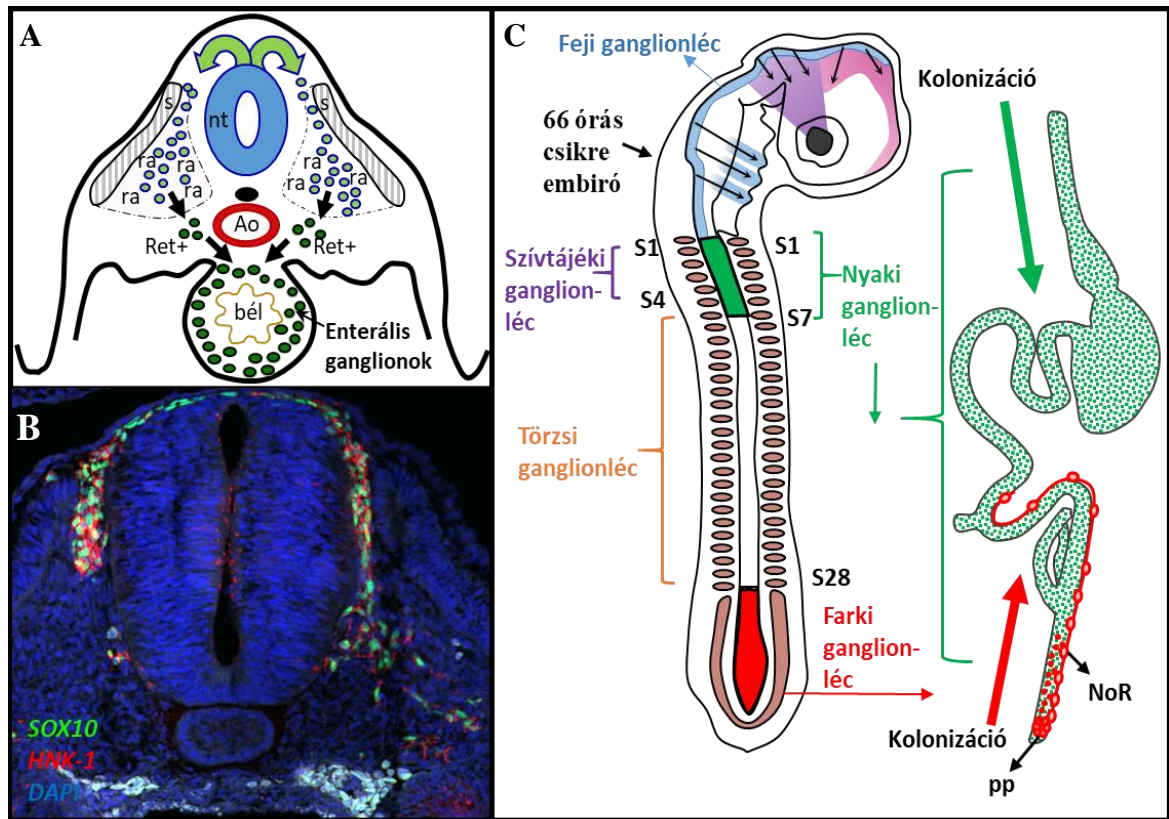 A
s
nt
s
ra
ra
ra
ra
ra
ra
ra
ra
Ao
Ret+
Ret+
bél
Enterális
ganglionok
B
SOX10
HNK-1
DAPI
C
Feji ganglionléc
66 órás
csikre
embiró
Kolonizáció
S1
S1
Szívtájéki
ganglion-
léc
S4
S7
Nyaki
ganglion-
léc
Törzsi
ganglionléc
S28
Farki
ganglion-
léc
Kolonizáció
NoR
pp